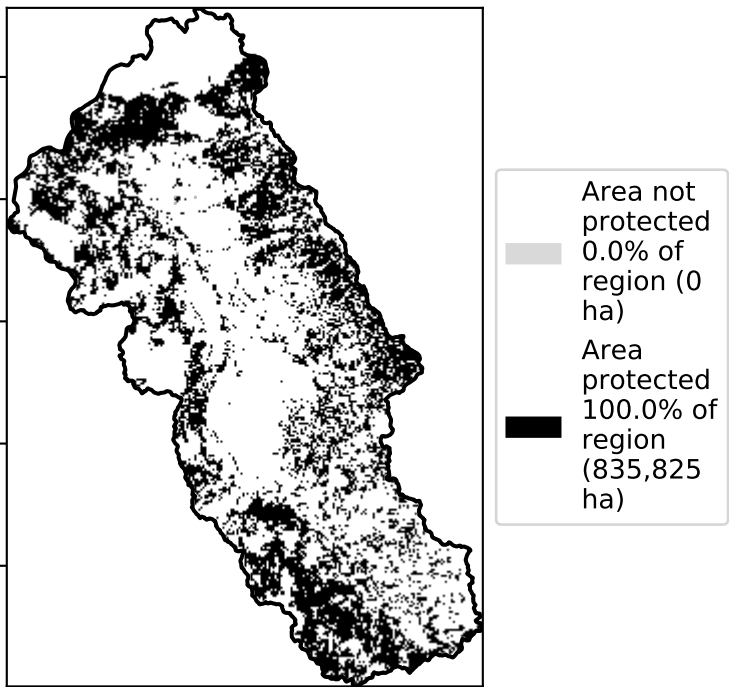 Area not
protected
0.0% of
region (0
ha)
Area
protected
100.0% of
region
(835,825
ha)